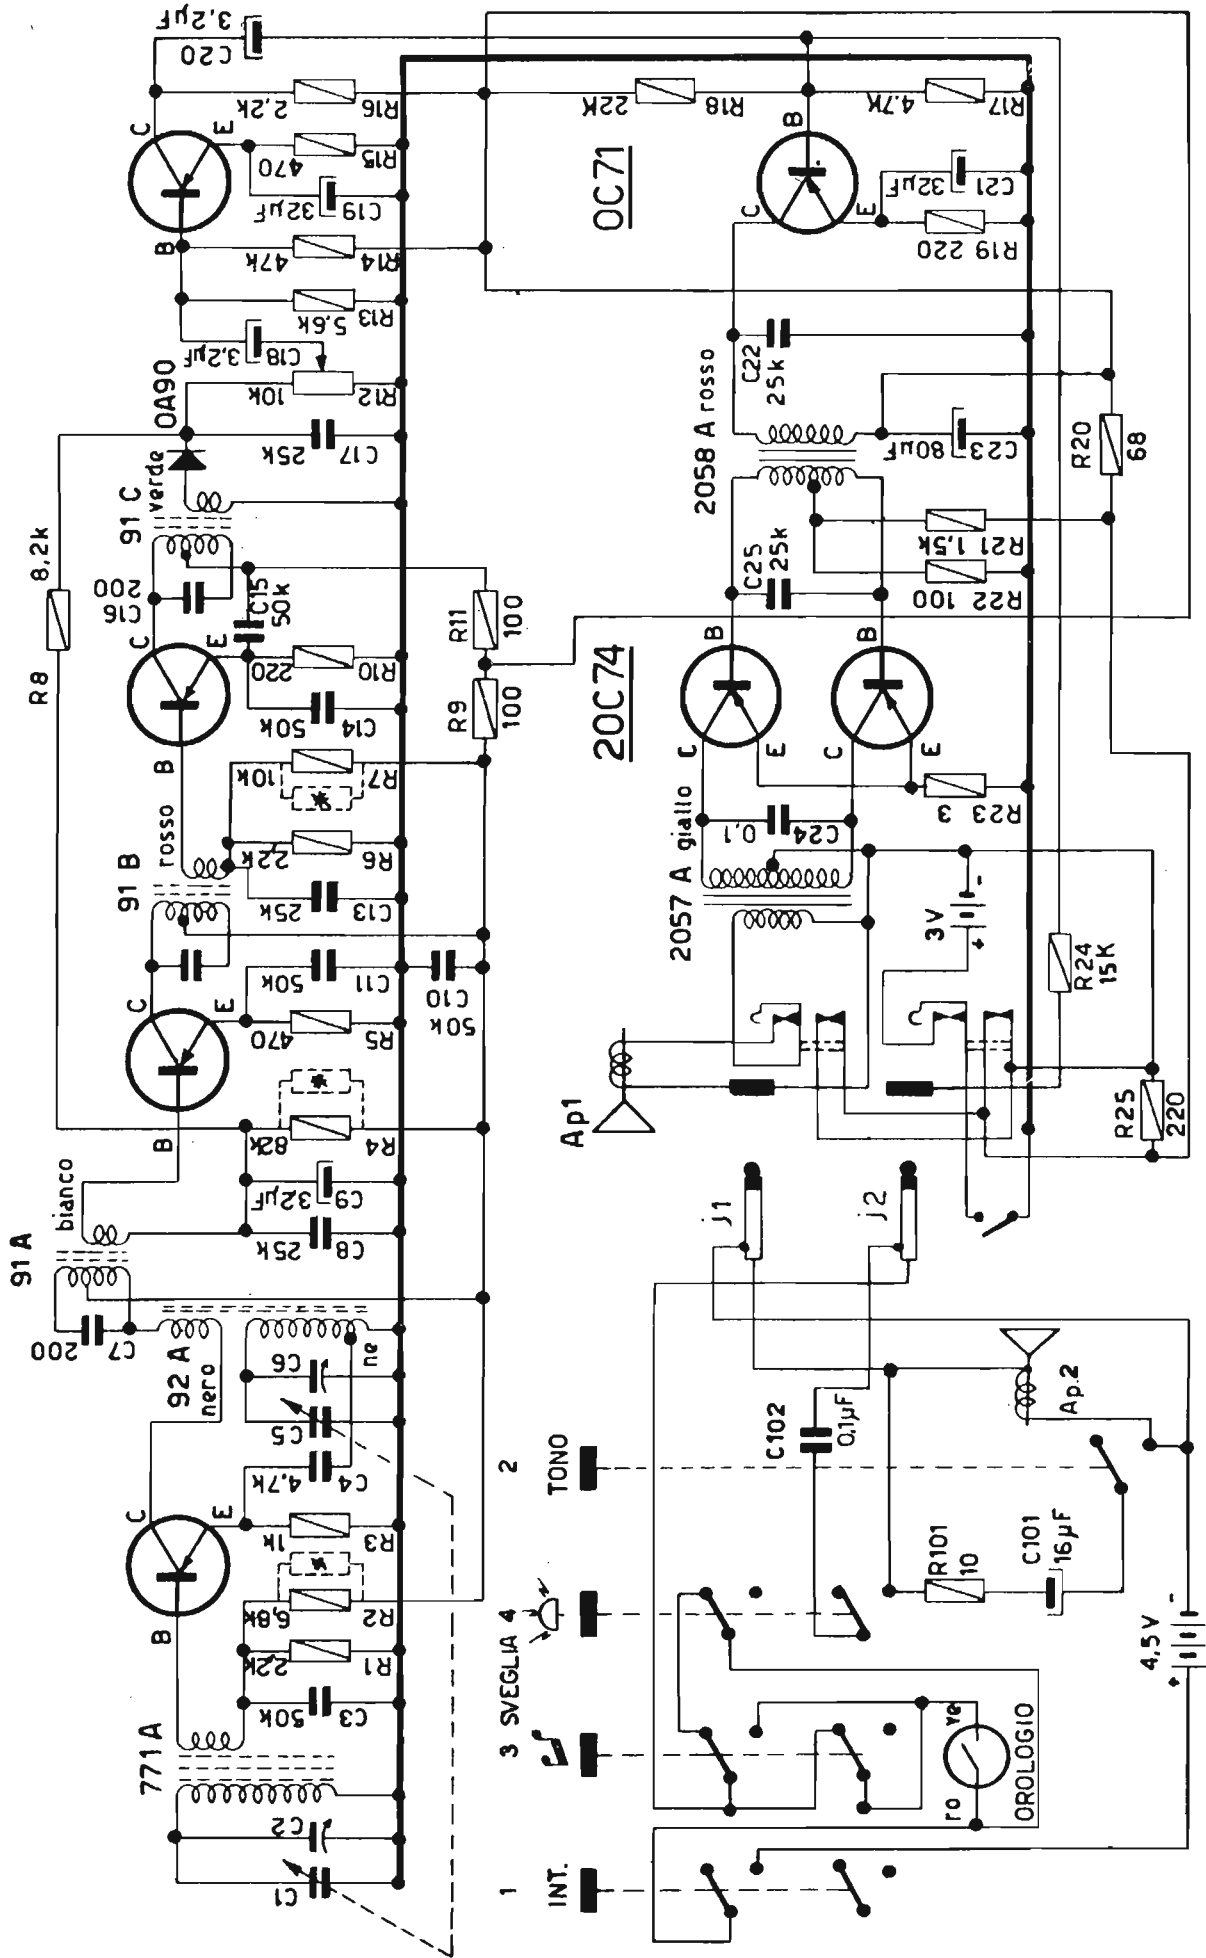 3,2µF
C20
C
2,2k
R16
E
470
R15
32µF
C19
B
47k
R14
5,6k
R13
3,2µF
C18
0A90
10k
R12
25k
C17
verde
91 C
8,2k
R8
200
C16
C15
50k
C
E
220
R10
50k
C14
B
10k
R7
*
rosso
91 B
22k
R6
25k
C13
R11
100
R9
100
C
E
50k
C11
470
R5
C10
50k
*
B
82k
R4
bianco
91 A
32µF
C9
25k
C8
200
C7
92 A
nero
C6
ne
C5
4,7k
C4
C
E
1k
R3
*
B
6,8k
R2
2,2k
R1
50k
C3
771 A
C2
C1
22K
R18
4.7K
R17
0C71
B
C
E
32µF
C21
R19 220
C22
25k
2058 A rosso
80µF
C23
R20
68
C25
25k
R21 1,5k
R22 100
20C74
B
B
C
E
C
E
R23
3
0,1
C24
2057 A giallo
3V
+
-
R24
15K
Ap1
R25
220
j1
j2
Ap.2
C102
0,1µF
2
TONO
R101
10
C101
16µF
4,5V
+
-
3 SVEGLIA 4
ve
ro
OROLOGIO
1
INT.